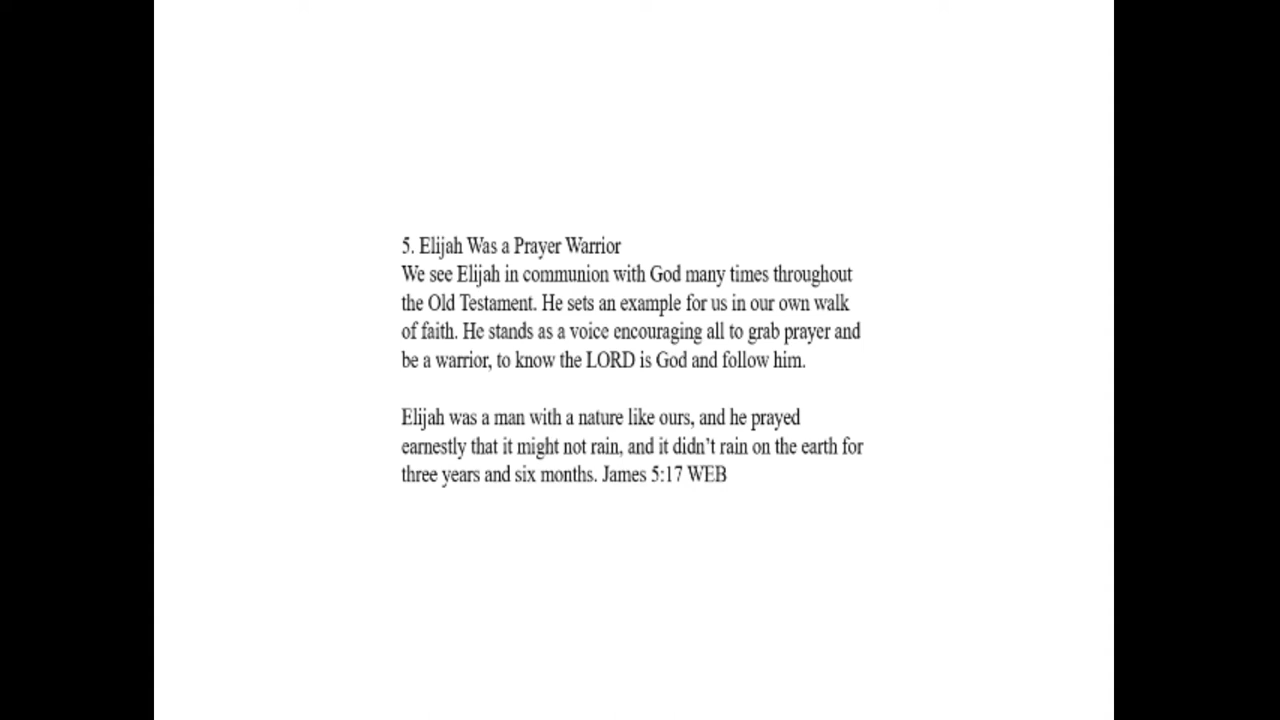 5. Elijah Was a Prayer Warrior
We see Elijah in communion with God many times throughout
the Old Testament. He sets an example for us in our own walk
of faith. He stands as a voice encouraging all to grab prayer and
be a warrior, to know the LORD is God and follow him.
Elijah was a man with a nature like ours, and he prayed
earnestly that it might not rain, and it didn’t rain on the earth for
three years and six months. James 5:17 WEB